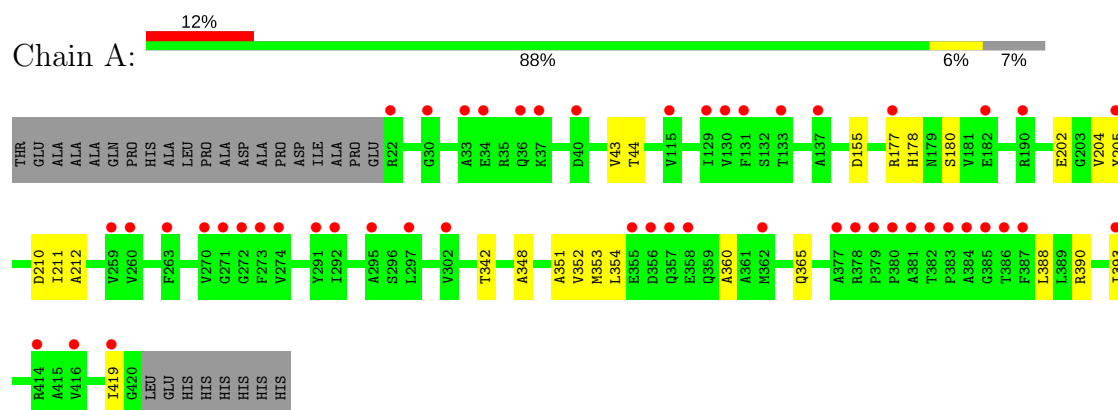 12%
Chain A:
88% 6% 7%
THR GLU ALA ALA ALA GLN PRO HIS ALA LEU PRO ALA ASP ALA PRO ASP ILE ALA PRO GLU R22 G30 A33 E34 R35 Q36 K37 D40 V43 T44 V115 I129 V130 F131 S132 T133 A137 D155 R177 H178 N179 S180 V181 E182 R190 E202 G203 V204 Y205
D210 I211 A212 V259 V260 F263 V270 G271 G272 F273 V274 Y291 I292 A295 S296 L297 V302 T342 A348 A351 V352 M353 L354 E355 D356 Q357 E358 Q359 A360 A361 M362 Q365 A377 R378 P379 P380 A381 T382 P383 A384 G385 T386 F387 L388 L389 R390
R414 A415 V416 I419 G420 LEU GLU HIS HIS HIS HIS HIS HIS